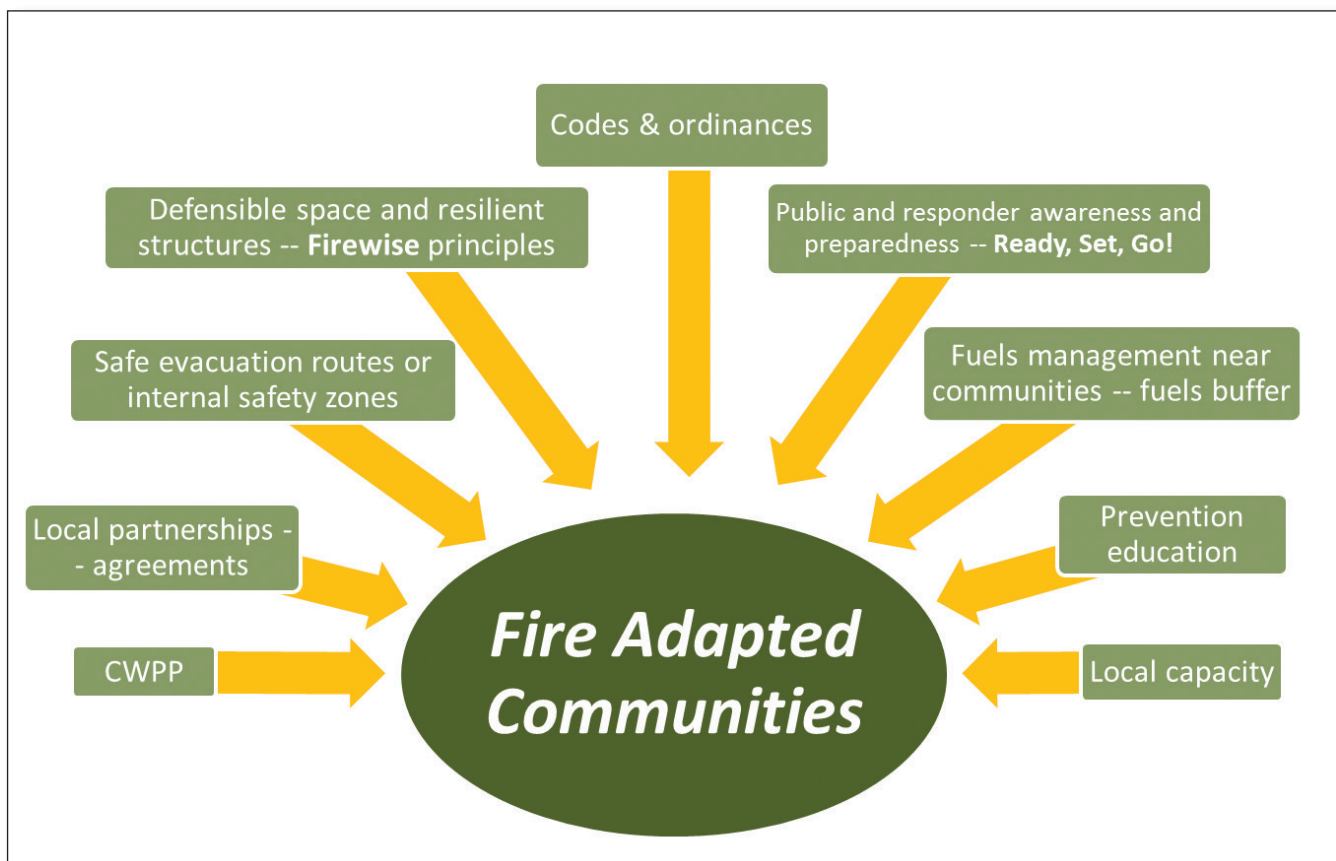 Codes & ordinances
Defensible space and resilient
structures -- Firewise principles
Public and responder awareness and
preparedness -- Ready, Set, Go!
Safe evacuation routes or
internal safety zones
Fuels management near
communities -- fuels buffer
Local partnerships -
- agreements
Prevention
education
CWPP
Local capacity
Fire Adapted
Communities